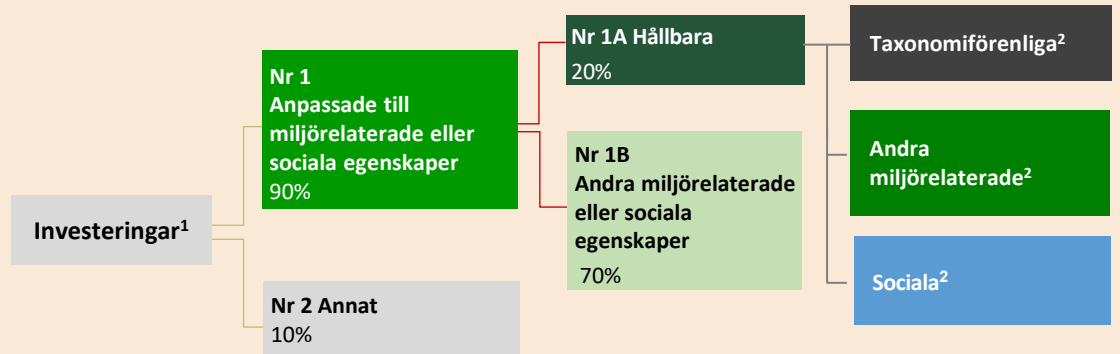 Investeringar¹
Nr 1
Anpassade till
miljörelaterade eller
sociala egenskaper
90%
Nr 2 Annat
10%
Nr 1A Hållbara
20%
Nr 1B
Andra miljörelaterade
eller sociala
egenskaper
70%
Taxonomiförenliga²
Andra
miljörelaterade²
Sociala²